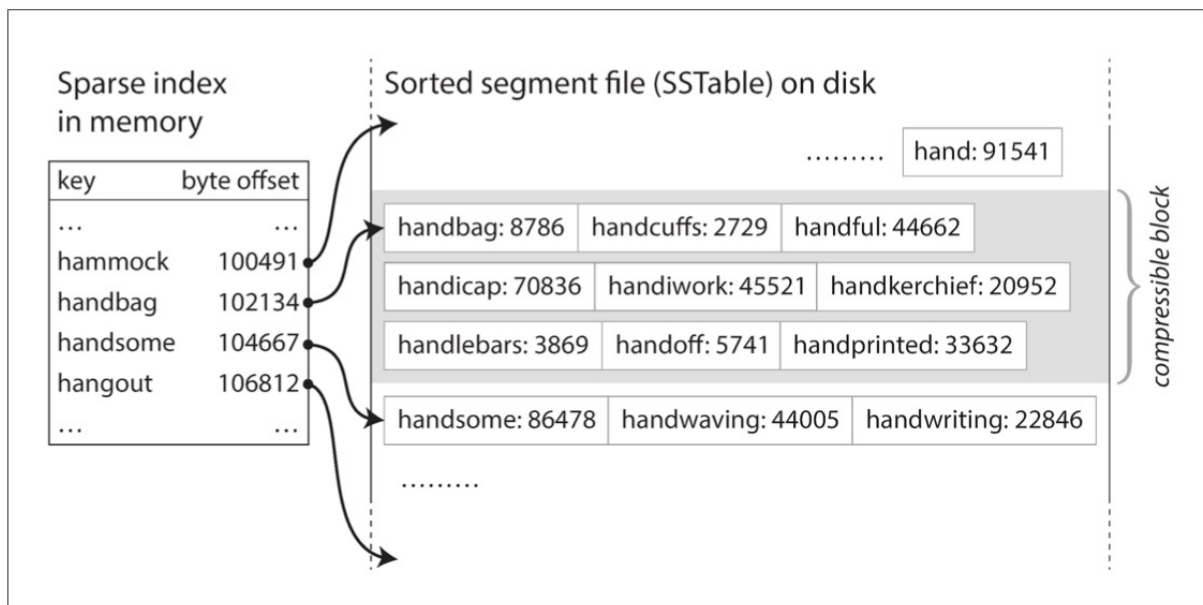 Sparse index
in memory
key byte offset
... ...
hammock 100491
handbag 102134
handsome 104667
hangout 106812
... ...
Sorted segment file (SSTable) on disk
......... hand: 91541
handbag: 8786 handcuffs: 2729 handful: 44662
handicap: 70836 handiwork: 45521 handkerchief: 20952
handlebars: 3869 handoff: 5741 handprinted: 33632
handsome: 86478 handwaving: 44005 handwriting: 22846
.........
compressible block